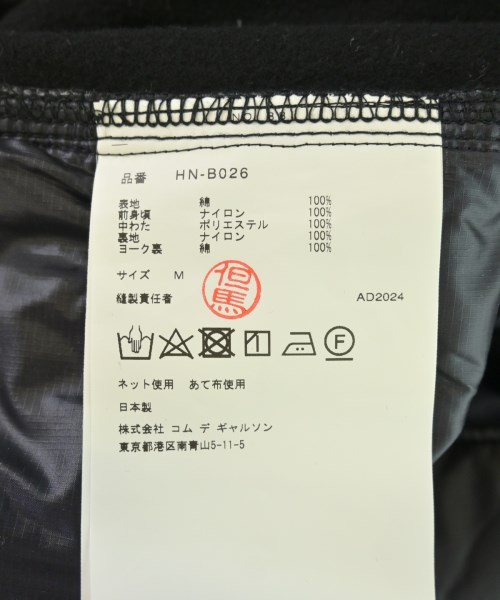 品番 HN-B026
表地 綿 100%
前身頃 ナイロン 100%
中わた ポリエステル 100%
裏地 ナイロン 100%
ヨーク裏 綿 100%
サイズ M
但馬
縫製責任者 AD2024
F
ネット使用 あて布使用
日本製
株式会社 コム デ ギャルソン
東京都港区南青山5-11-5